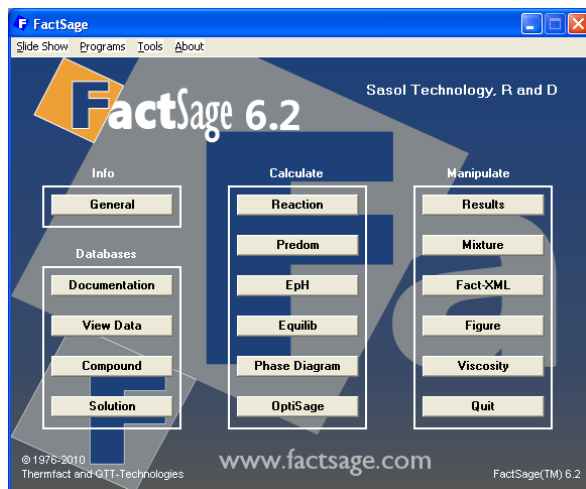 FactSage
Slide Show Programs Tools About
Sasol Technology, R and D
FactSage 6.2
Info
General
Databases
Documentation
View Data
Compound
Solution
Calculate
Reaction
Predom
EpH
Equilib
Phase Diagram
OptiSage
Manipulate
Results
Mixture
Fact-XML
Figure
Viscosity
Quit
© 1976-2010
Thermfact and GTT-Technologies
www.factsage.com
FactSage(TM) 6.2